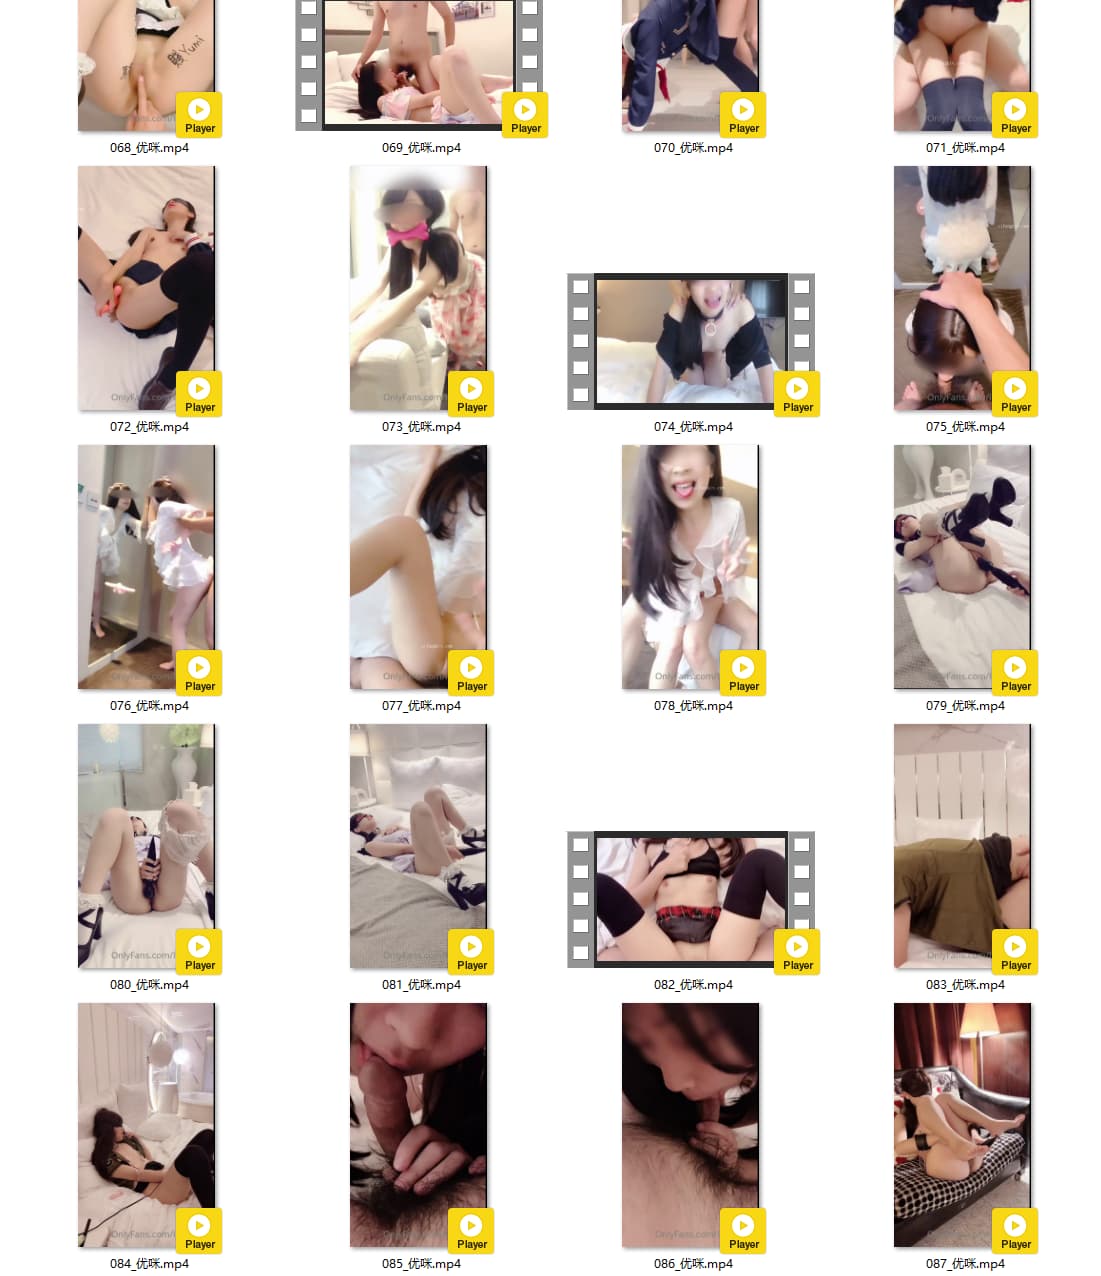 Yumi
Player Player Player Player
068_优咪.mp4 069_优咪.mp4 070_优咪.mp4 071_优咪.mp4
OnlyFans.com/ OnlyFans.com
Player Player Player Player
072_优咪.mp4 073_优咪.mp4 074_优咪.mp4 075_优咪.mp4
Player Player Player Player
076_优咪.mp4 077_优咪.mp4 078_优咪.mp4 079_优咪.mp4
OnlyFans.com/
Player Player Player Player
080_优咪.mp4 081_优咪.mp4 082_优咪.mp4 083_优咪.mp4
Player Player Player Player
084_优咪.mp4 085_优咪.mp4 086_优咪.mp4 087_优咪.mp4